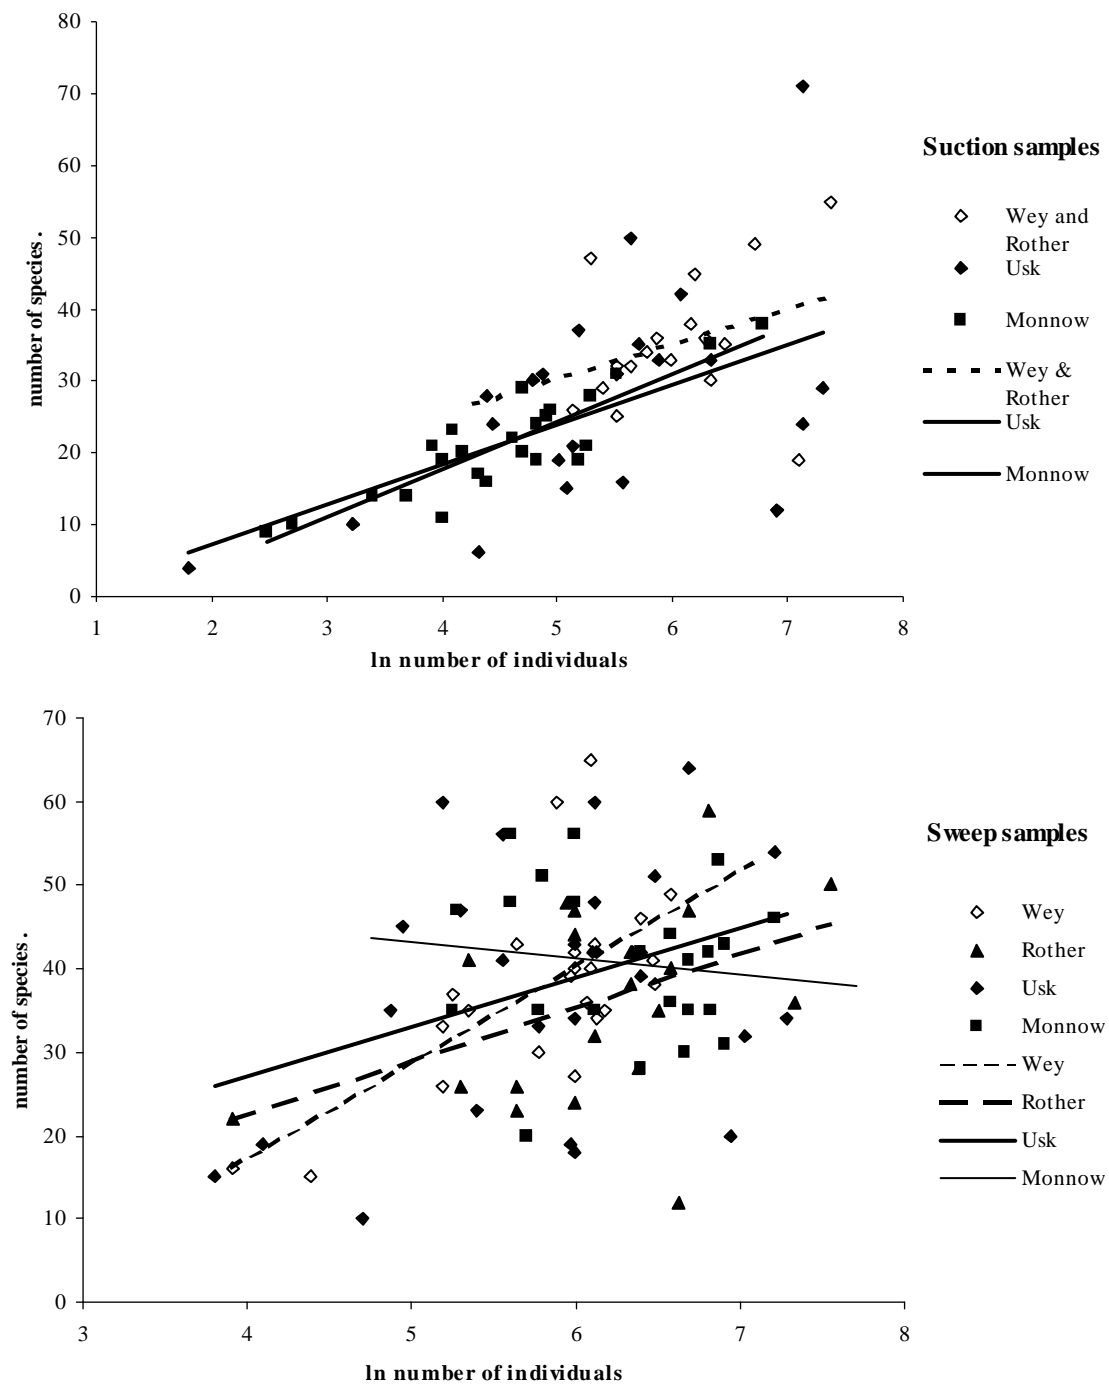 80
70
60
50
40
30
20
10
0
number of species .
1 2 3 4 5 6 7 8
ln number of individuals
Suction samples
Wey and
Rother
Usk
Monnow
Wey &
Rother
Usk
Monnow
70
60
50
40
30
20
10
0
number of species .
3 4 5 6 7 8
ln number of individuals
Sweep samples
Wey
Rother
Usk
Monnow
Wey
Rother
Usk
Monnow